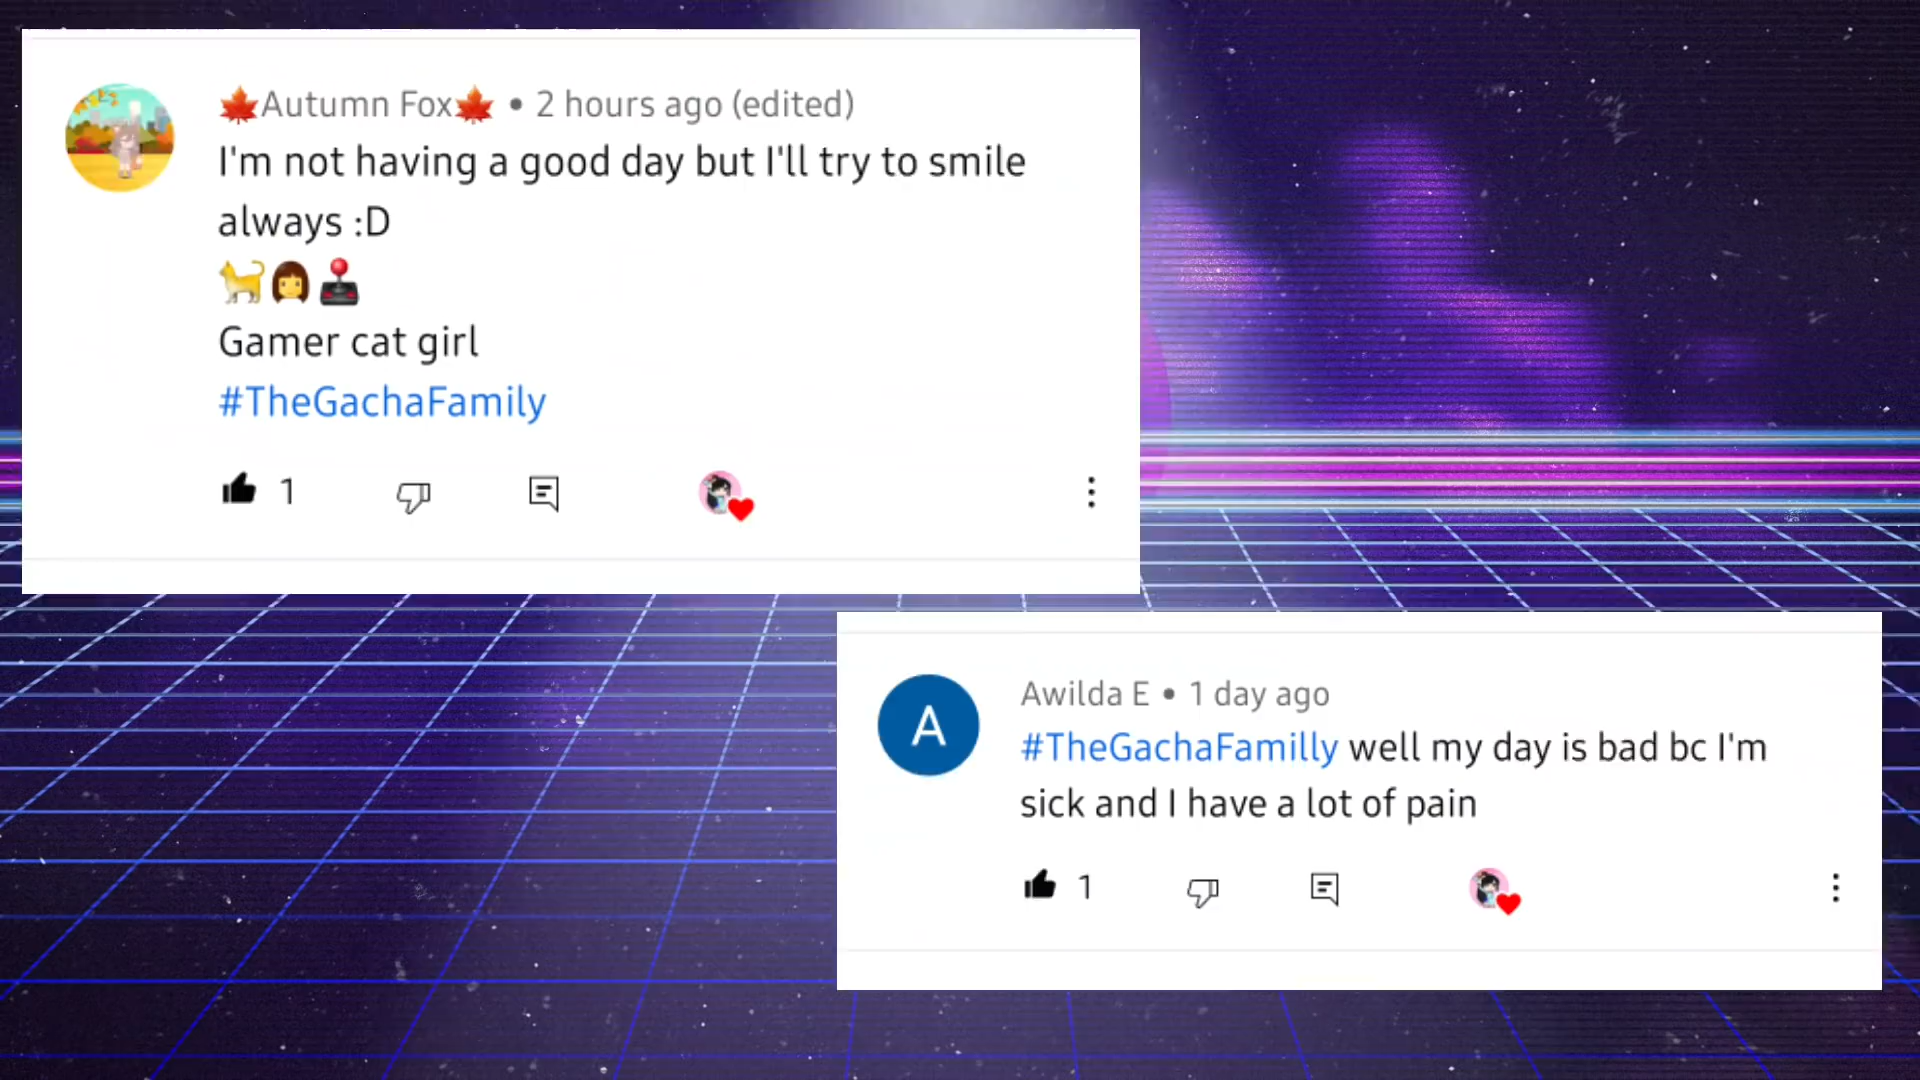 🍁Autumn Fox🍁 • 2 hours ago (edited)
I'm not having a good day but I'll try to smile
always :D
🐈👩🕹️
Gamer cat girl
#TheGachaFamily
1
A
Awilda E • 1 day ago
#TheGachaFamilly well my day is bad bc I'm
sick and I have a lot of pain
1